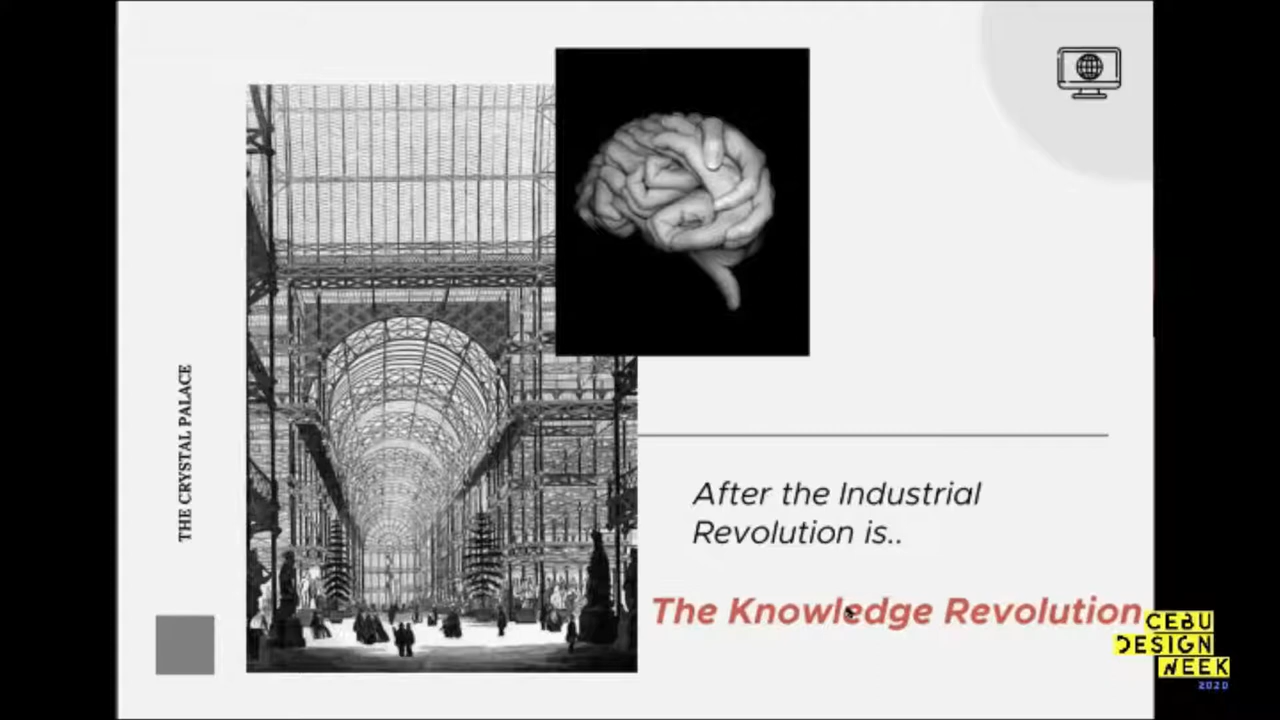 THE CRYSTAL PALACE
After the Industrial
Revolution is..
The Knowledge Revolution
CEBU
DESIGN
WEEK
2020